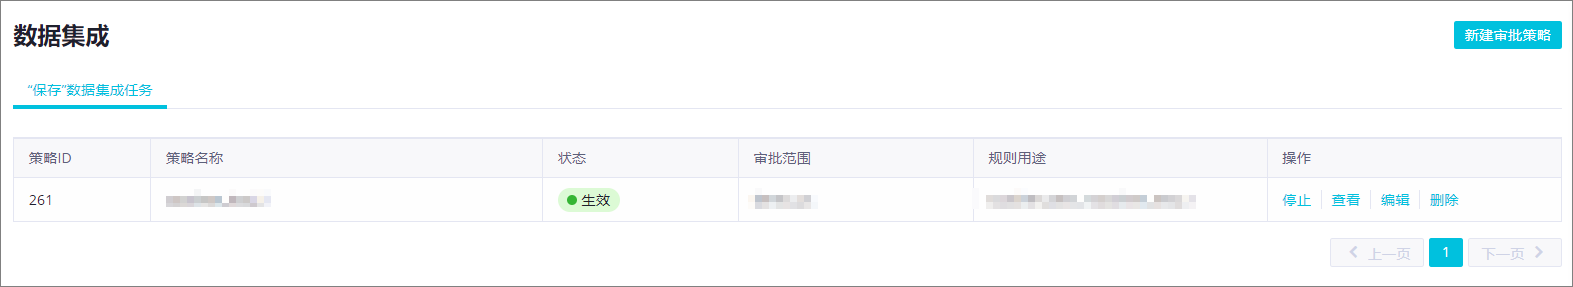 数据集成
新建审批策略
“保存”数据集成任务
策略ID 策略名称 状态 审批范围 规则用途 操作
261 生效 停止 查看 编辑 删除
上一页 1 下一页